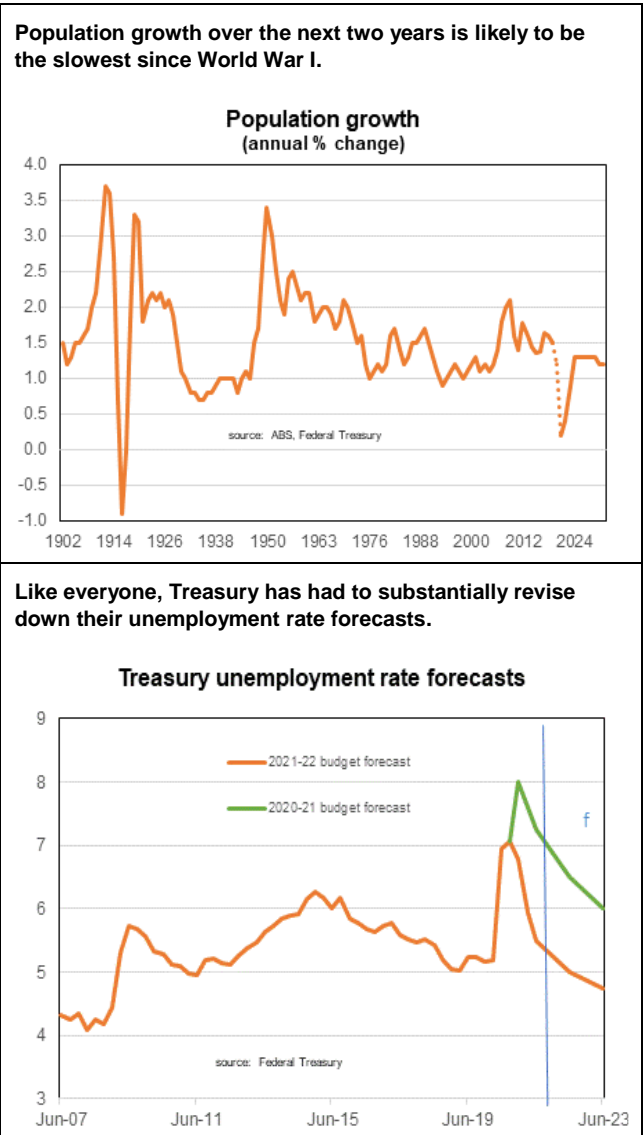 Population growth over the next two years is likely to be
the slowest since World War I.
Population growth
(annual % change)
4.0
3.5
3.0
2.5
2.0
1.5
1.0
0.5
0.0
-0.5
-1.0
source: ABS, Federal Treasury
1902 1914 1926 1938 1950 1963 1976 1988 2000 2012 2024
Like everyone, Treasury has had to substantially revise
down their unemployment rate forecasts.
Treasury unemployment rate forecasts
9
8
7
6
5
4
3
2021-22 budget forecast
2020-21 budget forecast
f
source: Federal Treasury
Jun-07 Jun-11 Jun-15 Jun-19 Jun-23